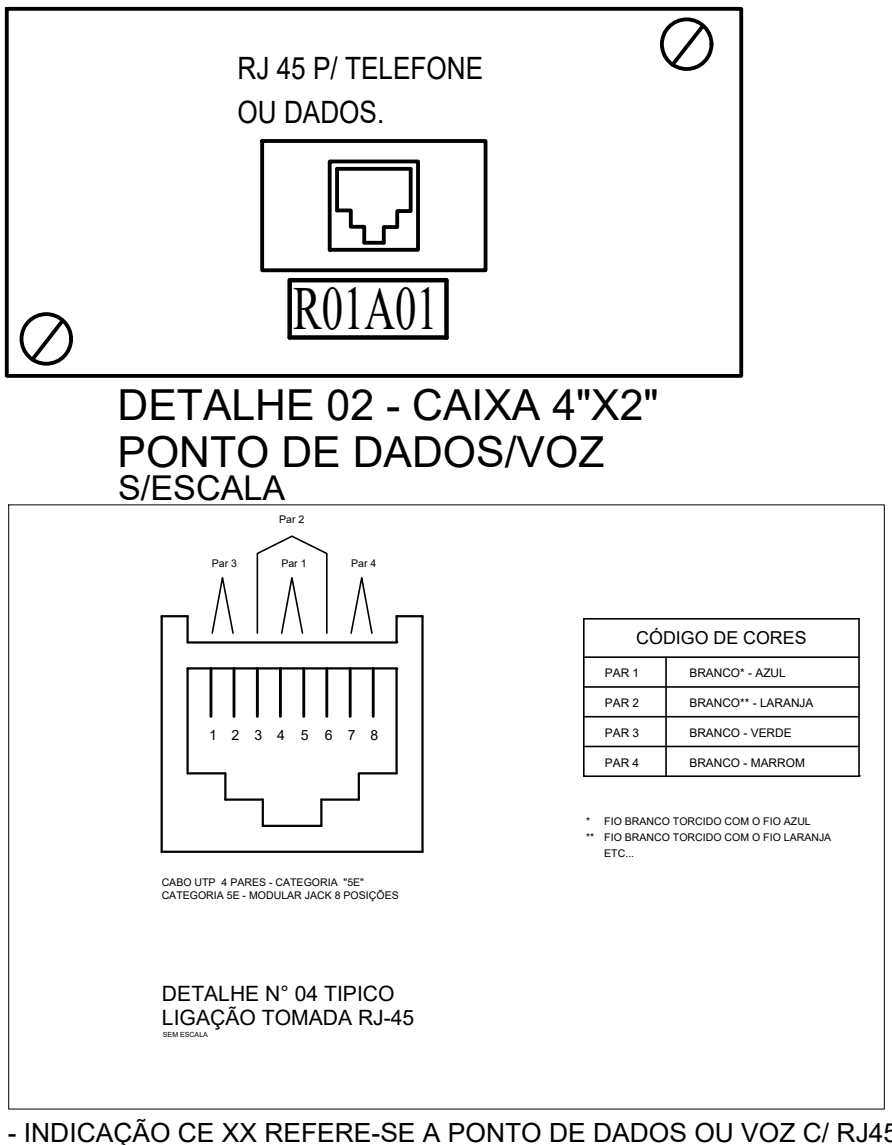 RJ 45 P/ TELEFONE
OU DADOS.
R01A01
DETALHE 02 - CAIXA 4"X2"
PONTO DE DADOS/VOZ
S/ESCALA
Par 2
Par 3 Par 1 Par 4
1 2 3 4 5 6 7 8
CABO UTP 4 PARES - CATEGORIA "5E"
CATEGORIA 5E - MODULAR JACK 8 POSIÇÕES
CÓDIGO DE CORES
PAR 1 BRANCO* - AZUL
PAR 2 BRANCO** - LARANJA
PAR 3 BRANCO - VERDE
PAR 4 BRANCO - MARROM
* FIO BRANCO TORCIDO COM O FIO AZUL
** FIO BRANCO TORCIDO COM O FIO LARANJA
ETC...
DETALHE N° 04 TIPICO
LIGAÇÃO TOMADA RJ-45
SEM ESCALA
- INDICAÇÃO CE XX REFERE-SE A PONTO DE DADOS OU VOZ C/